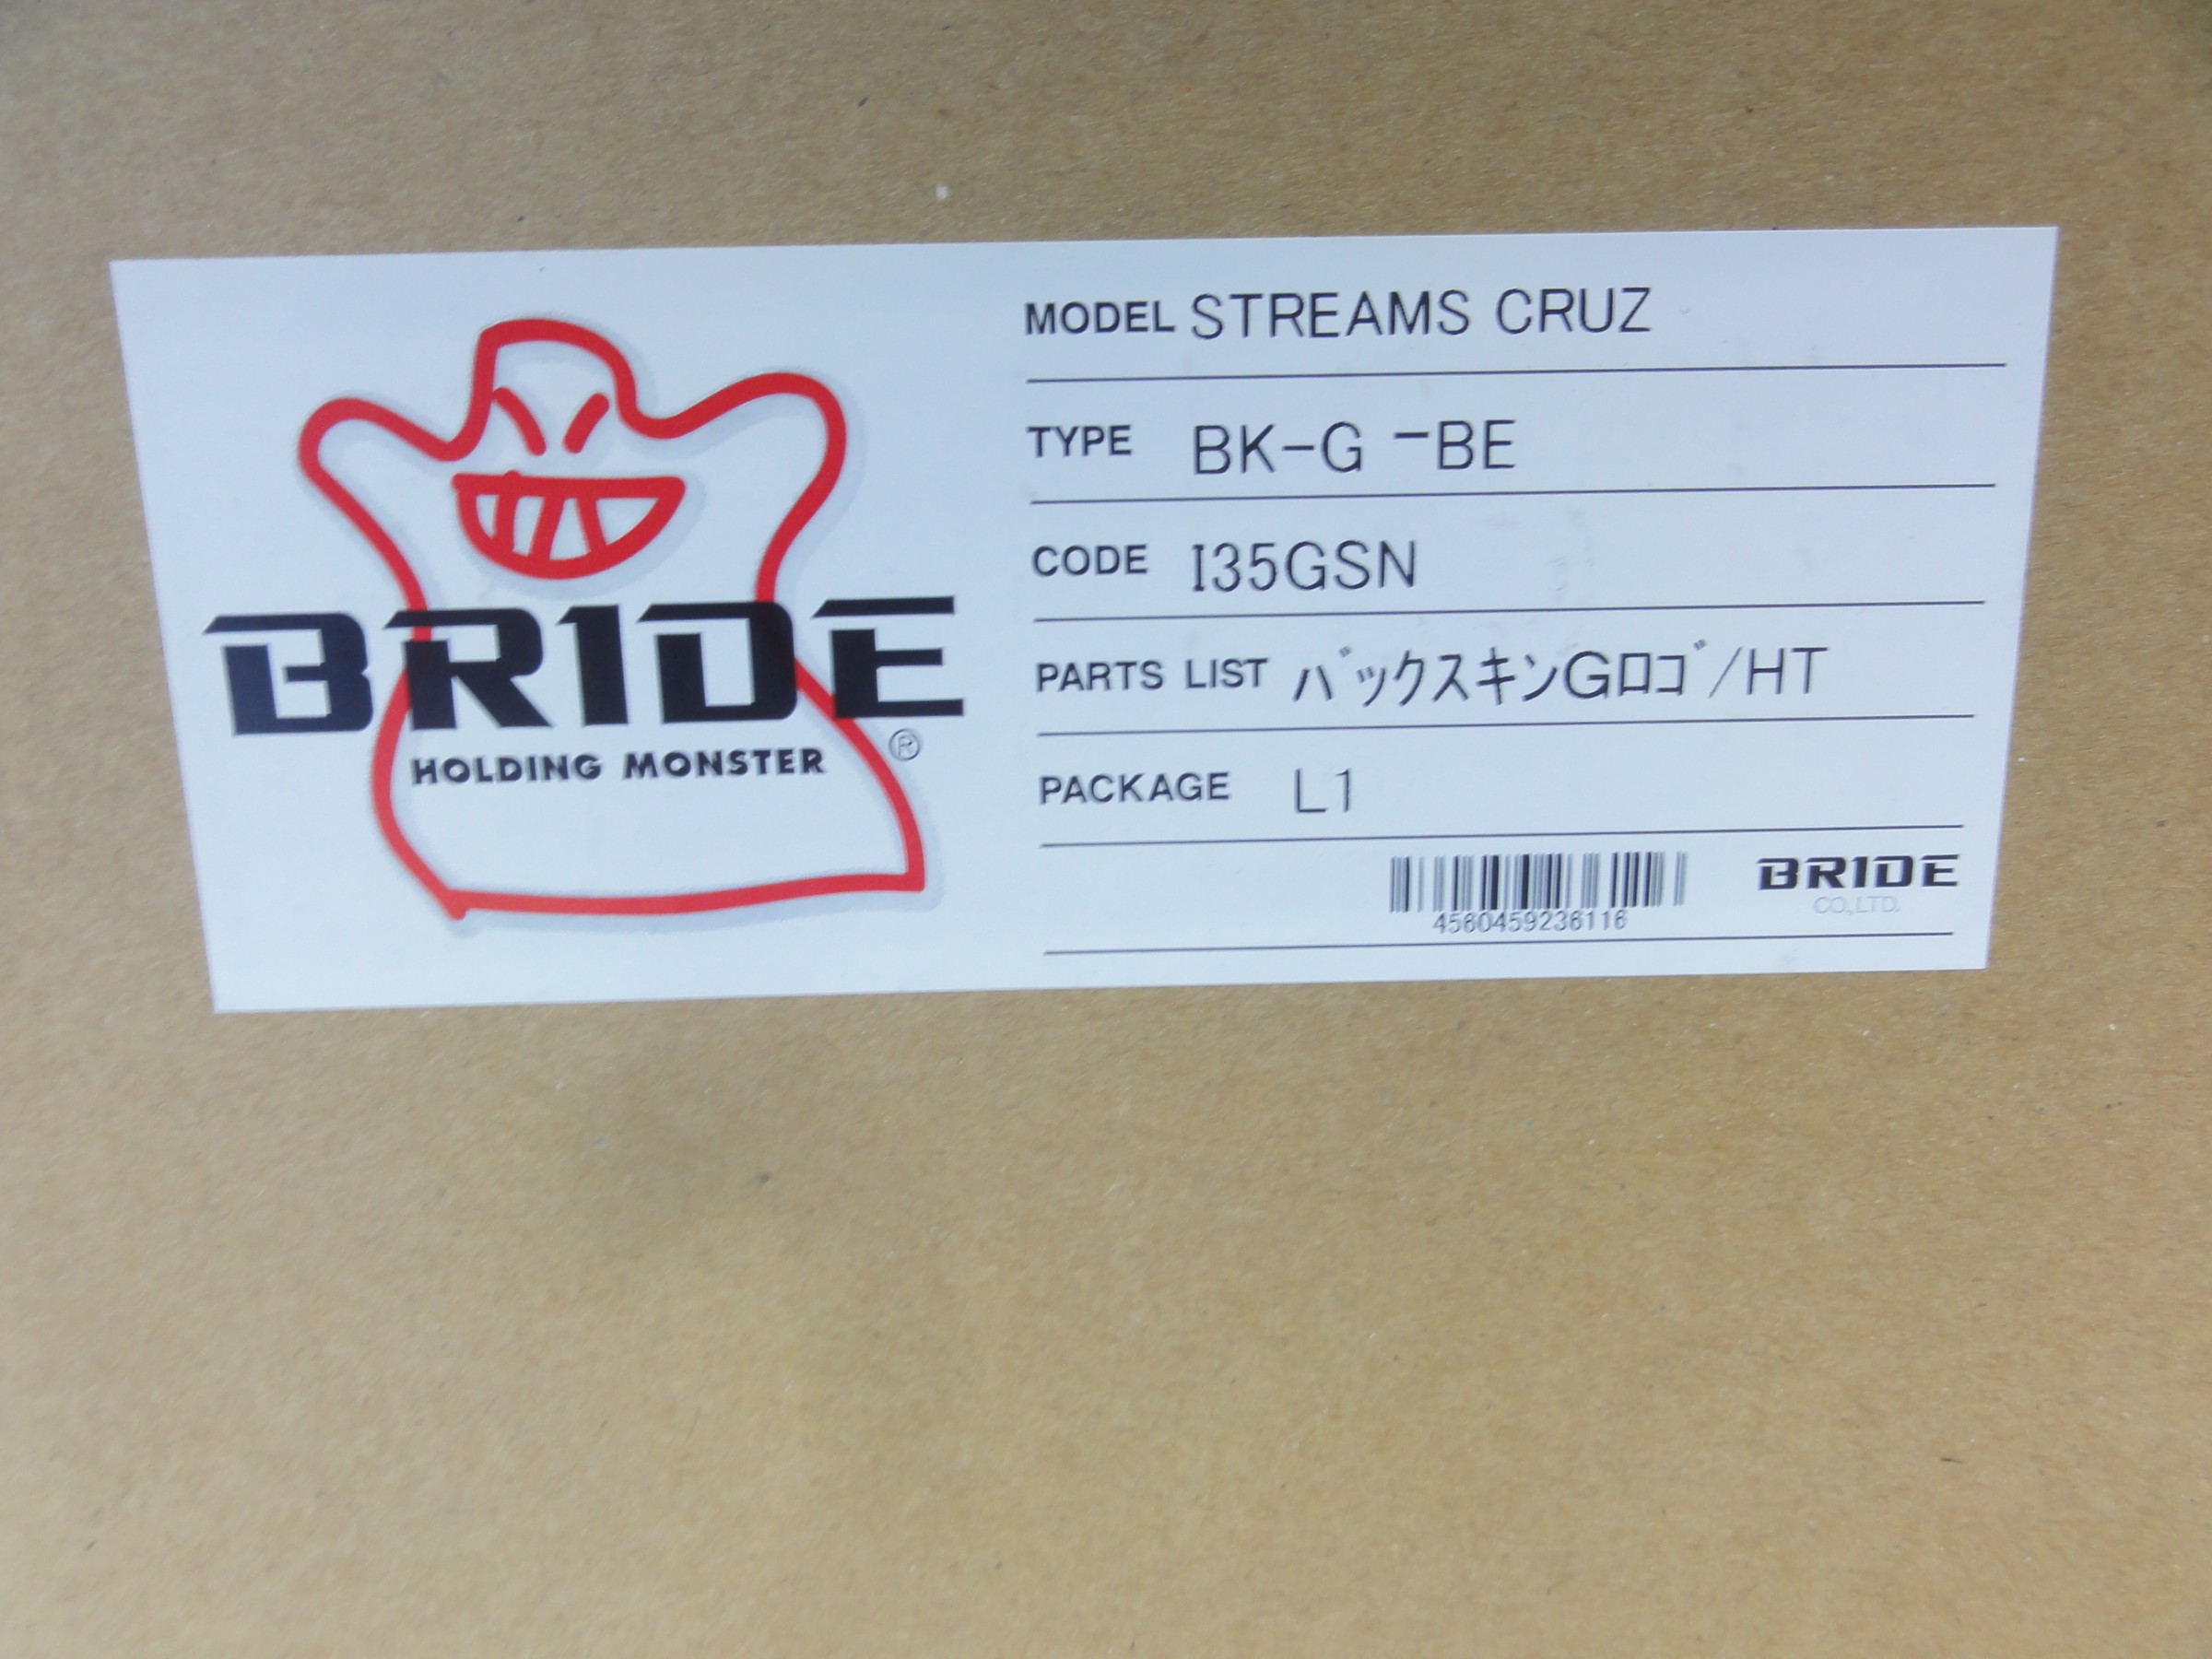 BRIDE
HOLDING MONSTER
®
MODEL STREAMS CRUZ
TYPE BK-G -BE
CODE I35GSN
PARTS LIST ﾊﾞｯｸｽｷﾝGﾛｺﾞ/HT
PACKAGE L1
4560459236116
BRIDE
CO.,LTD.